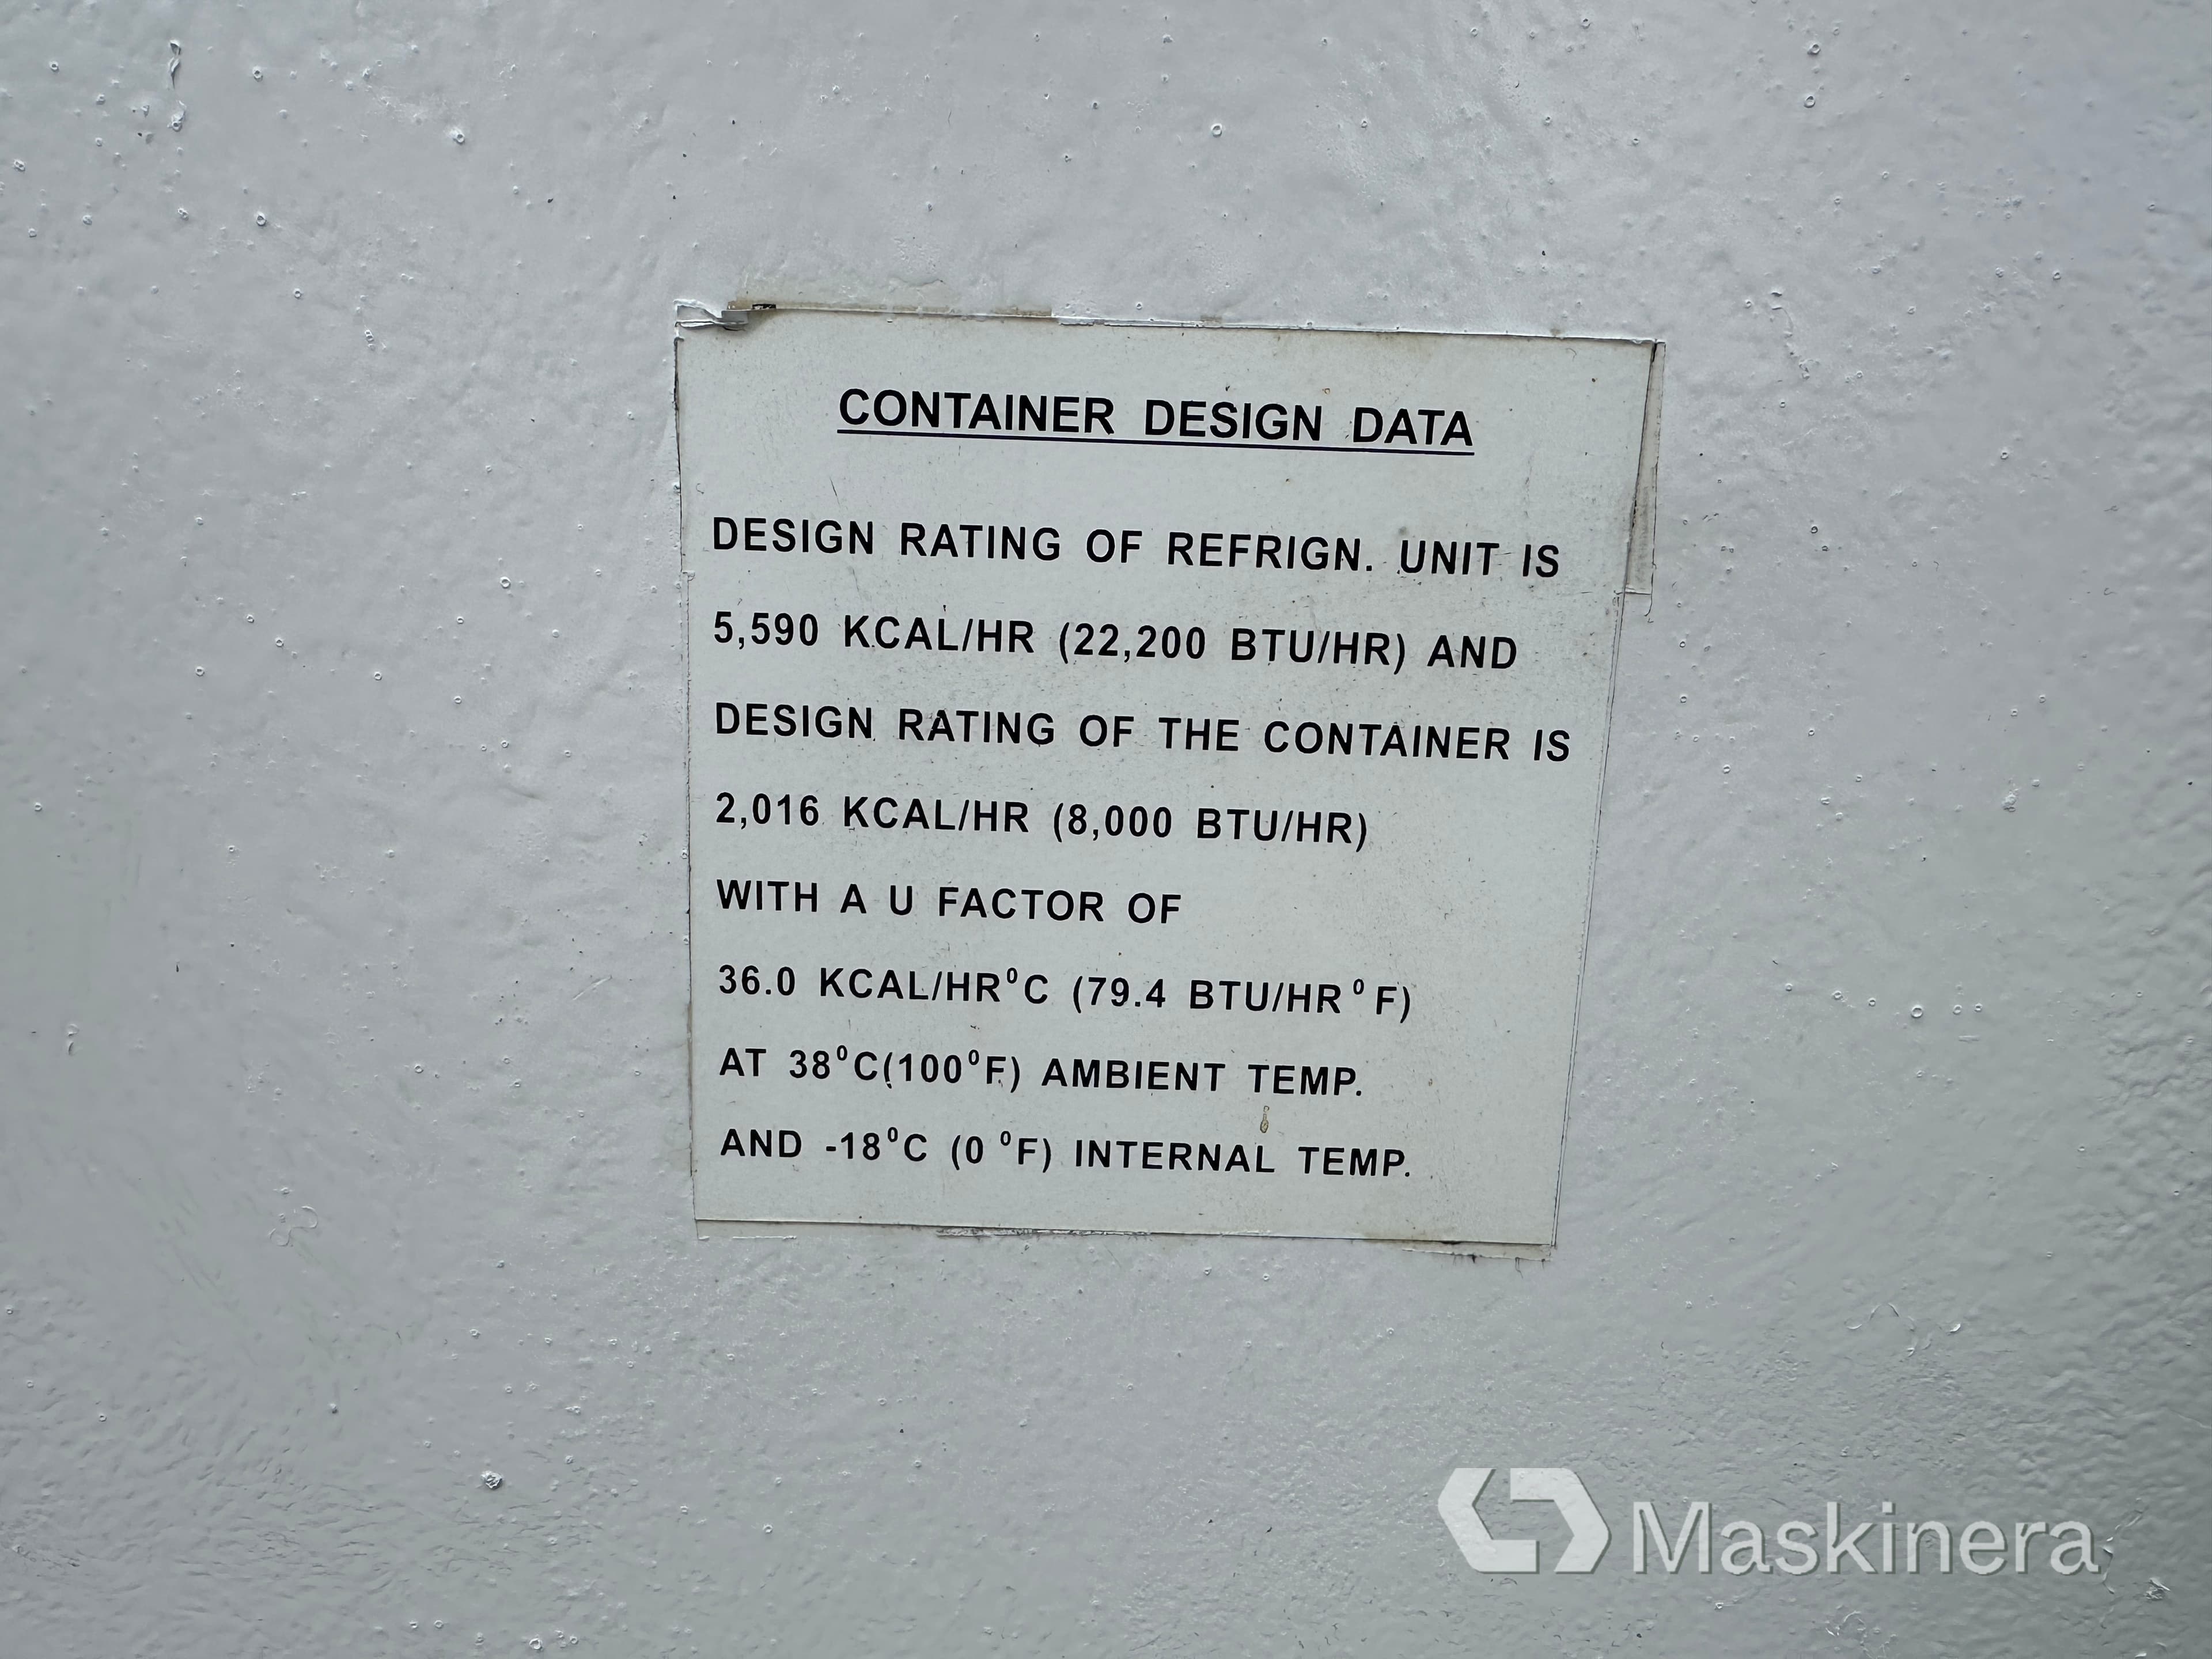 CONTAINER DESIGN DATA
DESIGN RATING OF REFRIGN. UNIT IS
5,590 KCAL/HR (22,200 BTU/HR) AND
DESIGN RATING OF THE CONTAINER IS
2,016 KCAL/HR (8,000 BTU/HR)
WITH A U FACTOR OF
36.0 KCAL/HR°C (79.4 BTU/HR°F)
AT 38°C(100°F) AMBIENT TEMP.
AND -18°C (0 °F) INTERNAL TEMP.
Maskinera